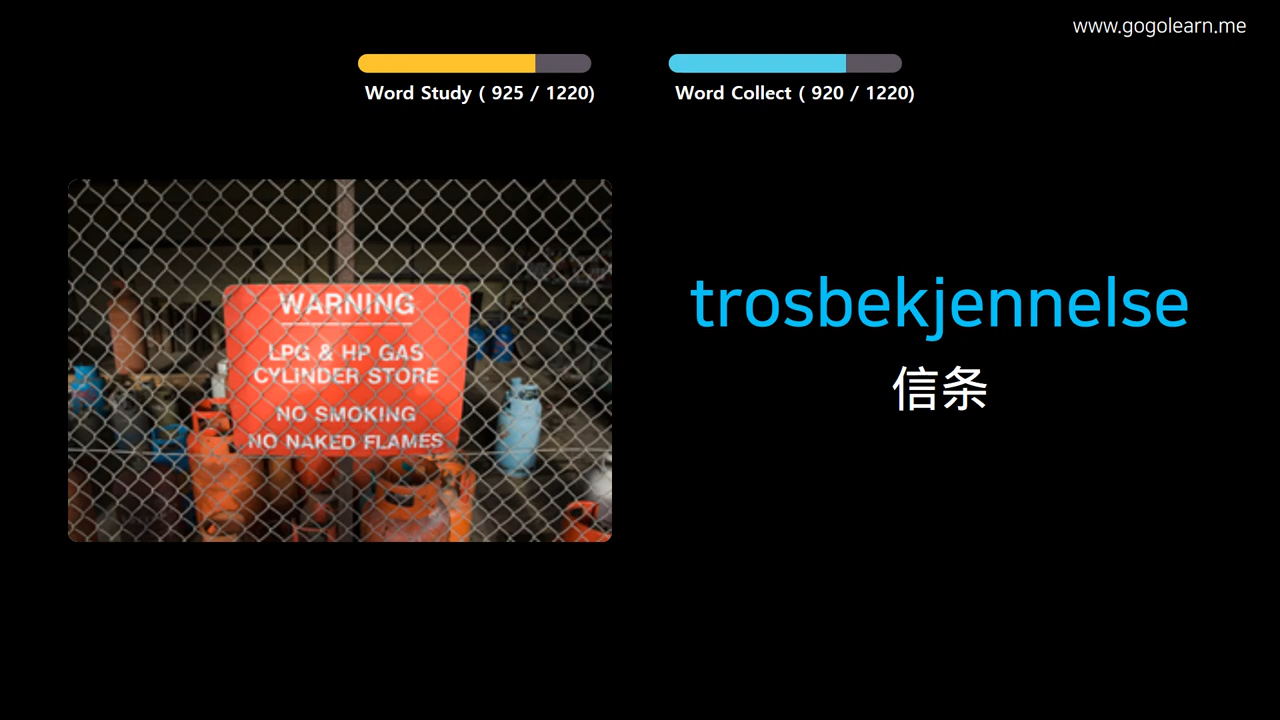 www.gogolearn.me
Word Study ( 925 / 1220)
Word Collect ( 920 / 1220)
WARNING
LPG & HP GAS
CYLINDER STORE
NO SMOKING
NO NAKED FLAMES
trosbekjennelse
信条